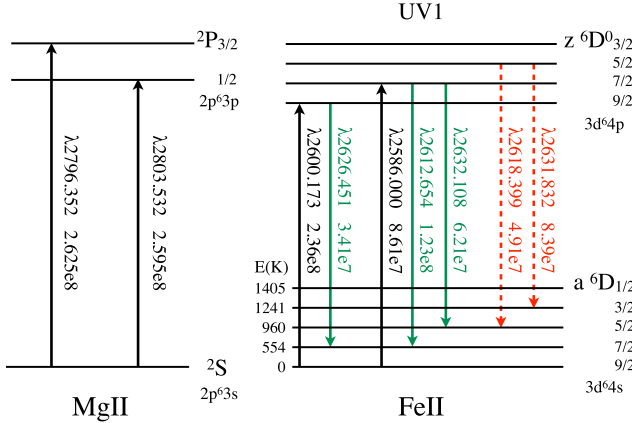 UV1
²P3/2
1/2
2p⁶3p
λ2796.352 2.625e8
λ2803.532 2.595e8
²S
2p⁶3s
MgII
z ⁶D⁰3/2
5/2
7/2
9/2
3d⁶4p
λ2600.173 2.36e8
λ2626.451 3.41e7
λ2586.000 8.61e7
λ2612.654 1.23e8
λ2632.108 6.21e7
λ2618.399 4.91e7
λ2631.832 8.39e7
E(K)
1405
1241
960
554
0
a ⁶D1/2
3/2
5/2
7/2
9/2
3d⁶4s
FeII